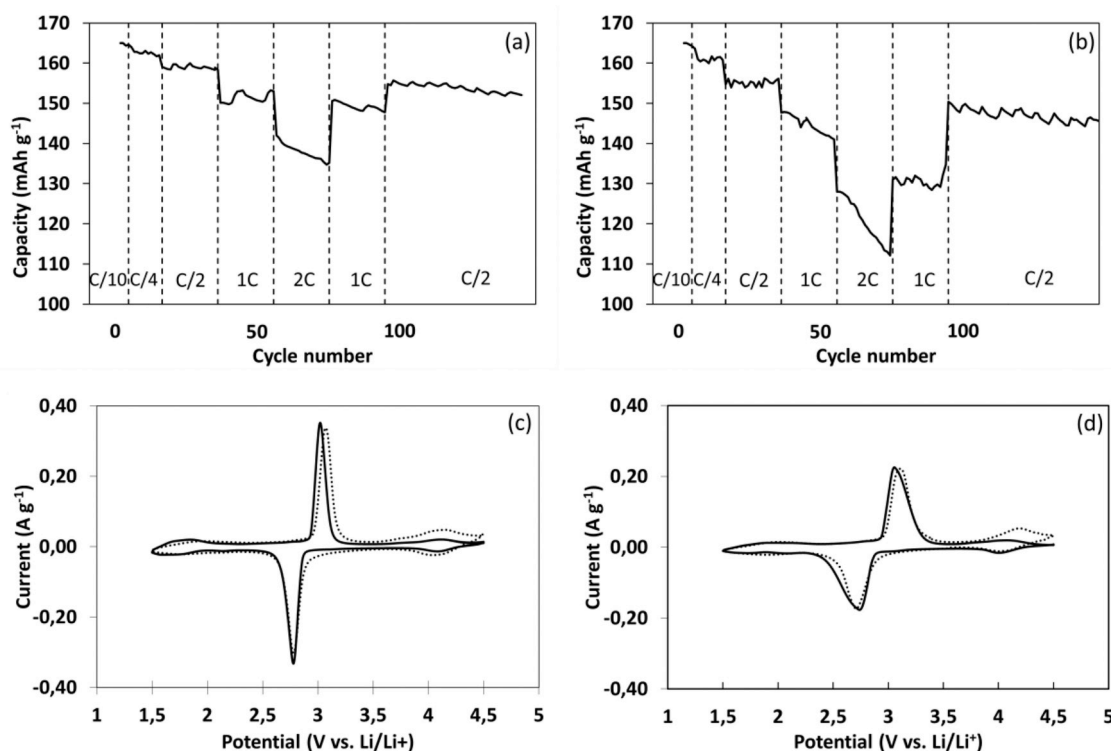 (a)
170
160
150
140
130
120
110
100
Capacity (mAh g-1)
C/10 C/4 C/2 1C 2C 1C C/2
0 50 100
Cycle number
(b)
170
160
150
140
130
120
110
100
Capacity (mAh g-1)
C/10 C/4 C/2 1C 2C 1C C/2
0 50 100
Cycle number
(c)
0,40
0,20
0,00
-0,20
-0,40
Current (A g-1)
1 1,5 2 2,5 3 3,5 4 4,5 5
Potential (V vs. Li/Li+)
(d)
0,40
0,20
0,00
-0,20
-0,40
Current (A g-1)
1 1,5 2 2,5 3 3,5 4 4,5 5
Potential (V vs. Li/Li+)